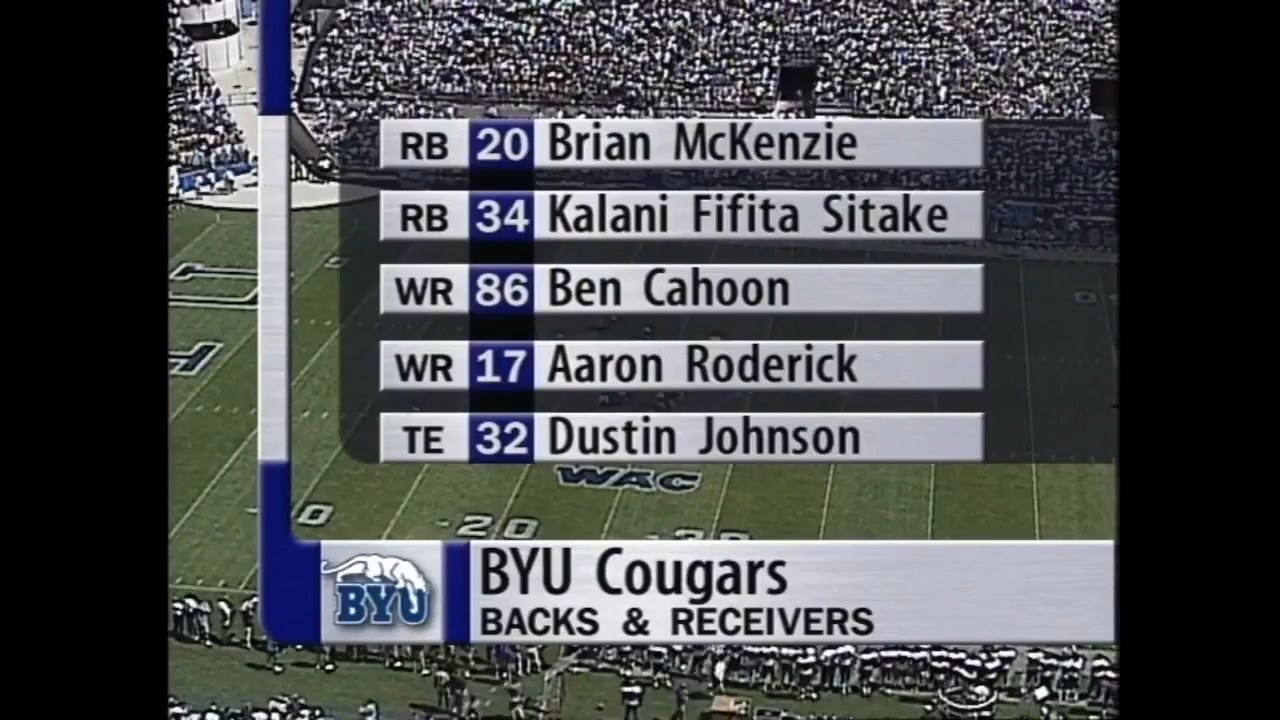 RB 20 Brian McKenzie
RB 34 Kalani Fifita Sitake
WR 86 Ben Cahoon
WR 17 Aaron Roderick
TE 32 Dustin Johnson
WAC
20
BYU
BYU Cougars
BACKS & RECEIVERS